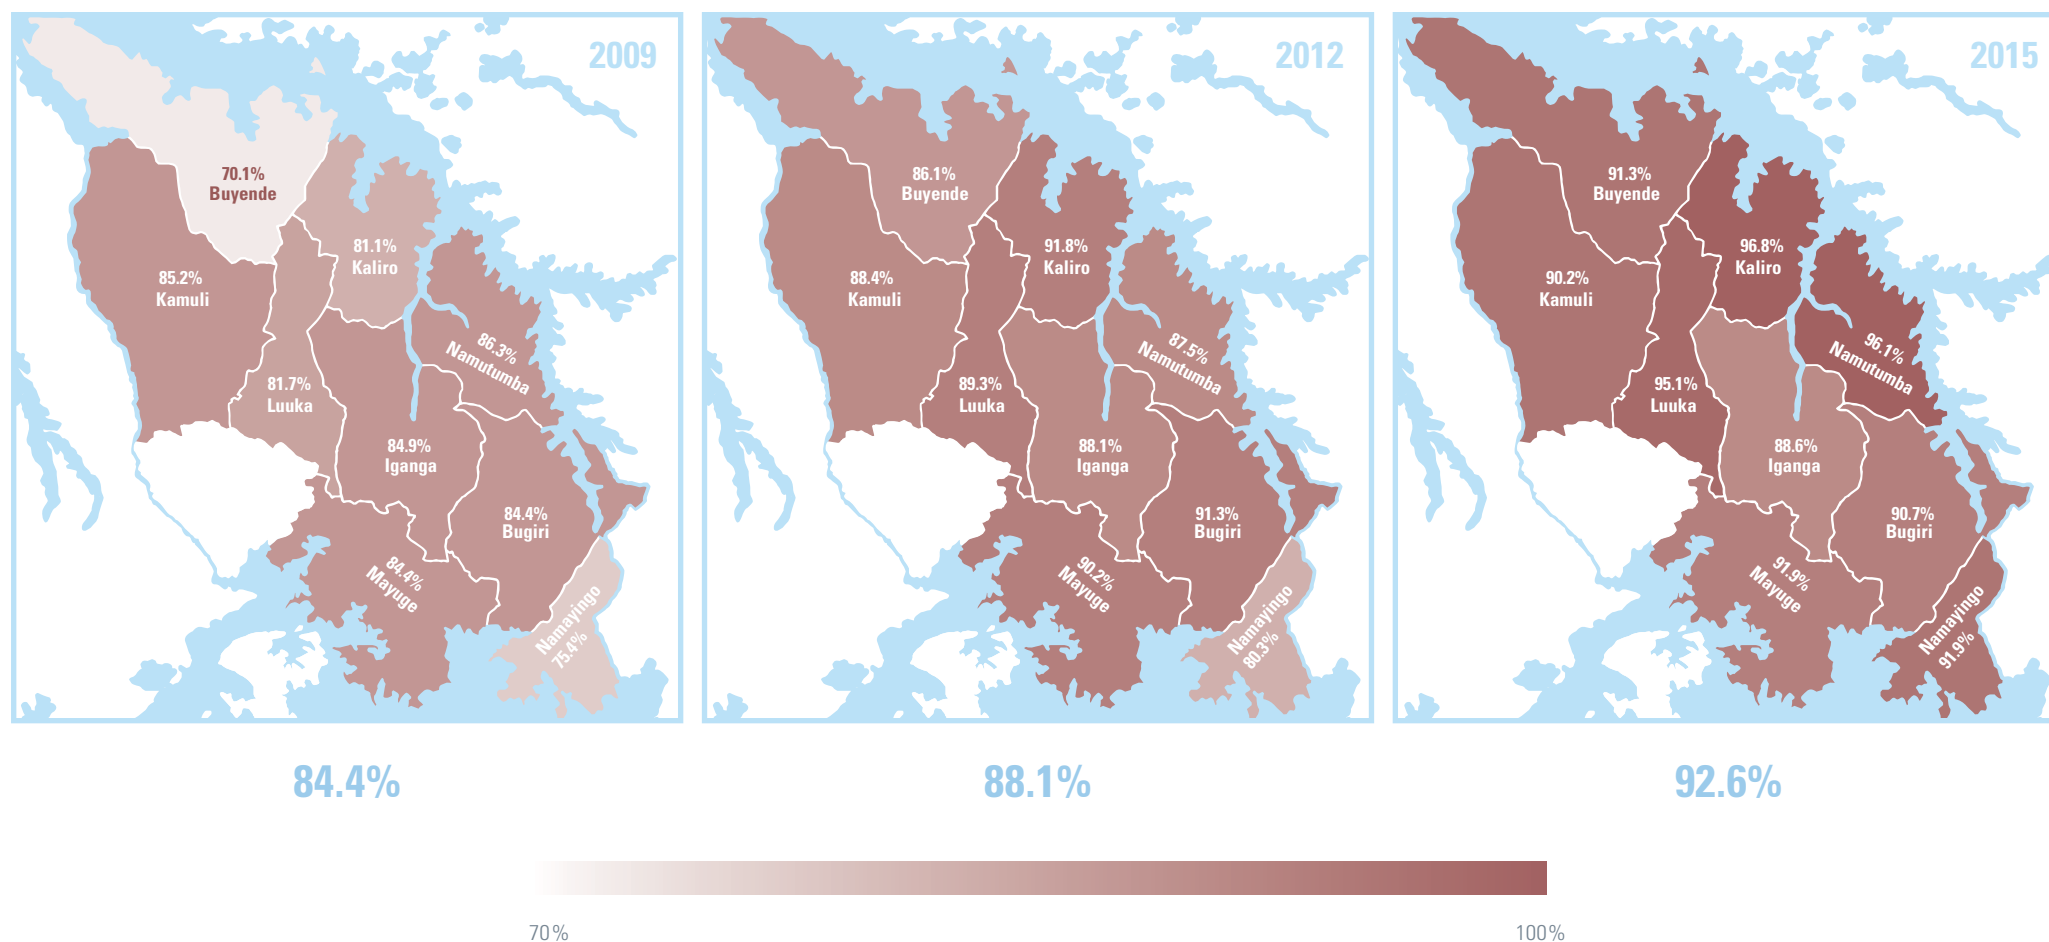 2009
70.1%
Buyende
81.1%
Kaliro
85.2%
Kamuli
86.3%
Namutumba
81.7%
Luuka
84.9%
Iganga
84.4%
Bugiri
84.4%
Mayuge
Namayingo
75.4%
84.4%
2012
86.1%
Buyende
91.8%
Kaliro
88.4%
Kamuli
87.5%
Namutumba
89.3%
Luuka
88.1%
Iganga
91.3%
Bugiri
90.2%
Mayuge
Namayingo
80.3%
88.1%
2015
91.3%
Buyende
96.8%
Kaliro
90.2%
Kamuli
96.1%
Namutumba
95.1%
Luuka
88.6%
Iganga
90.7%
Bugiri
91.9%
Mayuge
Namayingo
91.9%
92.6%
70%
100%